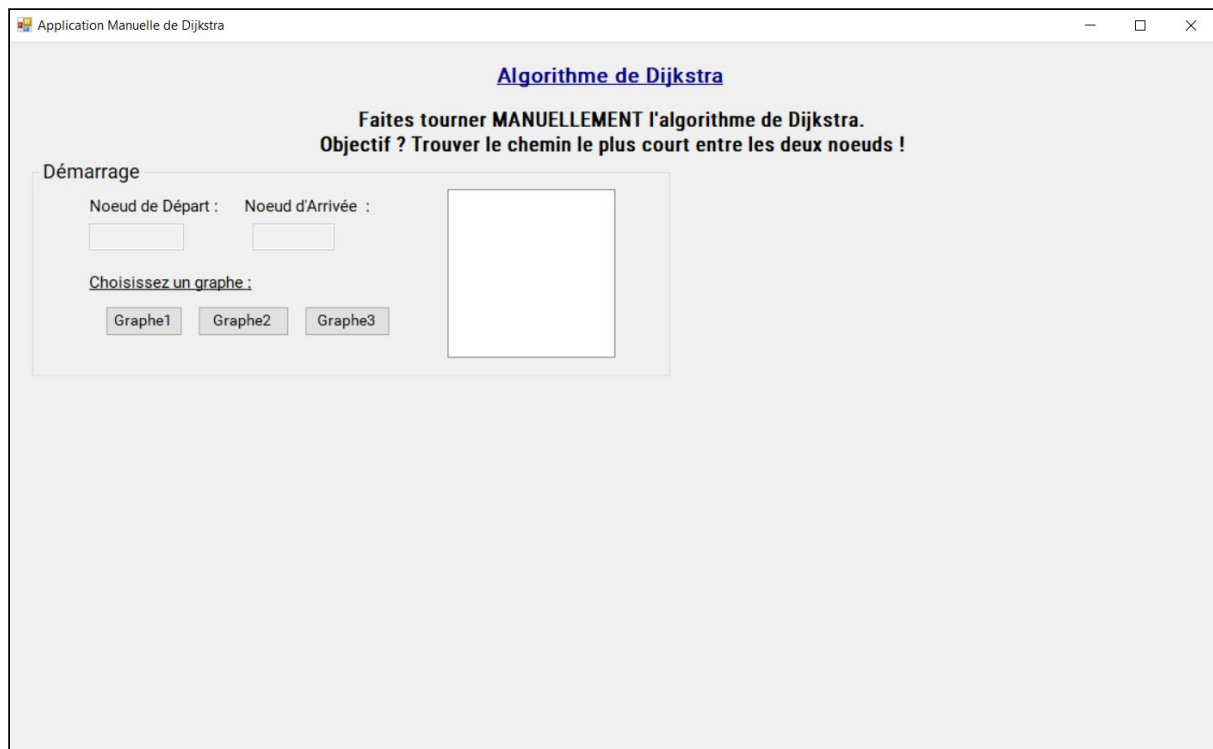 Application Manuelle de Dijkstra
Algorithme de Dijkstra
Faites tourner MANUELLEMENT l'algorithme de Dijkstra.
Objectif ? Trouver le chemin le plus court entre les deux noeuds !
Démarrage
Noeud de Départ : Noeud d'Arrivée :
Choisissez un graphe :
Graphe1 Graphe2 Graphe3